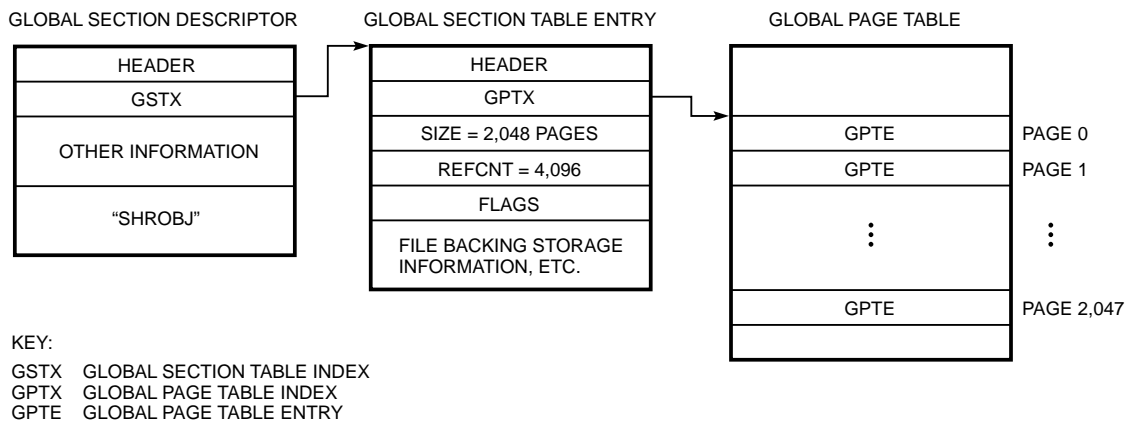 GLOBAL SECTION DESCRIPTOR
HEADER
GSTX
OTHER INFORMATION
“SHROBJ”
GLOBAL SECTION TABLE ENTRY
HEADER
GPTX
SIZE = 2,048 PAGES
REFCNT = 4,096
FLAGS
FILE BACKING STORAGE
INFORMATION, ETC.
GLOBAL PAGE TABLE
GPTE PAGE 0
GPTE PAGE 1
GPTE PAGE 2,047
KEY:
GSTX GLOBAL SECTION TABLE INDEX
GPTX GLOBAL PAGE TABLE INDEX
GPTE GLOBAL PAGE TABLE ENTRY